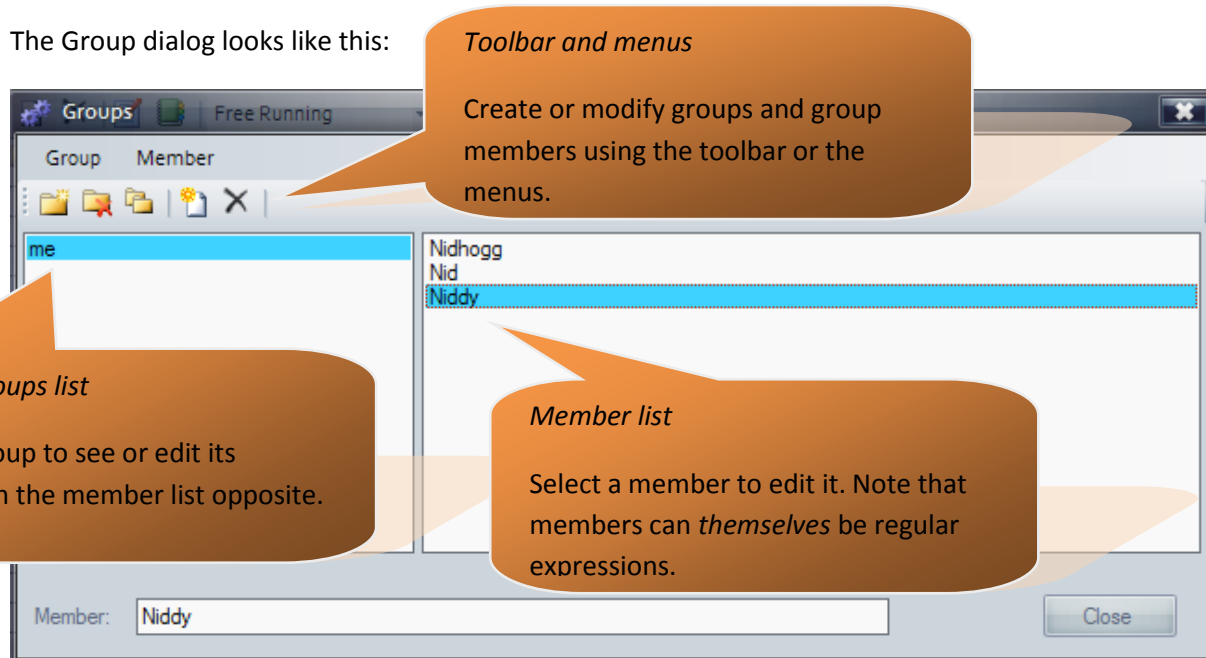 The Group dialog looks like this:
Toolbar and menus
Create or modify groups and group
members using the toolbar or the
menus.
Groups
Free Running
Group Member
me
Nidhogg
Nid
Niddy
oups list
oup to see or edit its
the member list opposite.
Member list
Select a member to edit it. Note that
members can themselves be regular
expressions.
Member: Niddy
Close